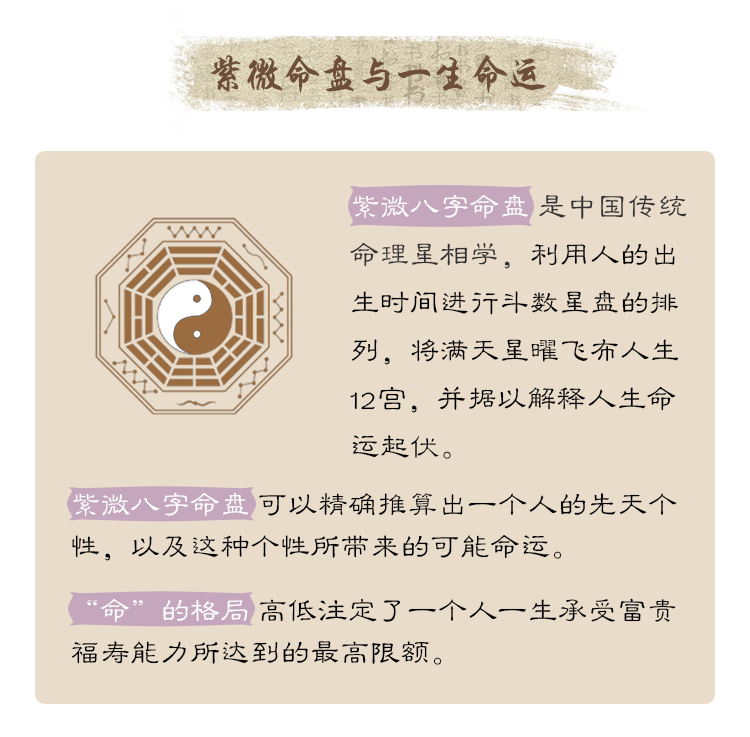 紫微命盘与一生命运
紫微八字命盘是中国传统
命理星相学，利用人的出
生时间进行斗数星盘的排
列，将满天星曜飞布人生
12宫，并据以解释人生命
运起伏。
紫微八字命盘可以精确推算出一个人的先天个
性，以及这种个性所带来的可能命运。
“命”的格局高低注定了一个人一生承受富贵
福寿能力所达到的最高限额。